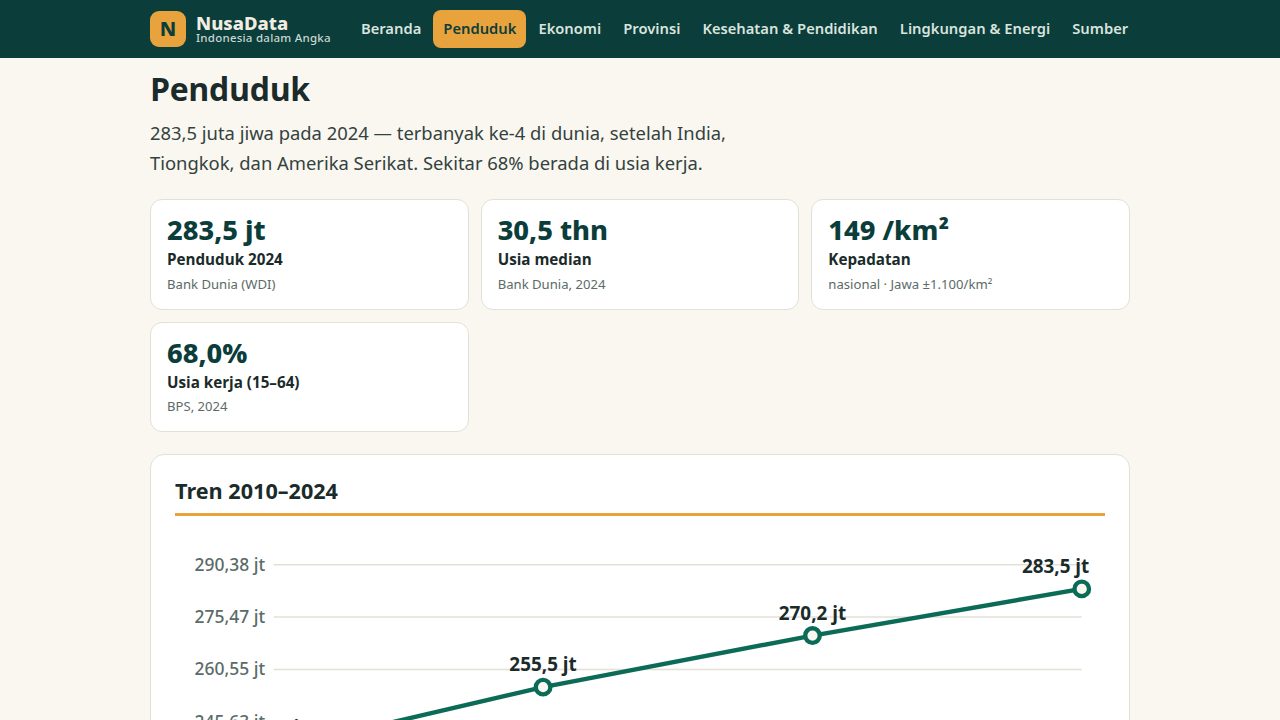 N
NusaData
Indonesia dalam Angka
Beranda
Penduduk
Ekonomi
Provinsi
Kesehatan & Pendidikan
Lingkungan & Energi
Sumber
Penduduk
283,5 juta jiwa pada 2024 — terbanyak ke-4 di dunia, setelah India,
Tiongkok, dan Amerika Serikat. Sekitar 68% berada di usia kerja.
283,5 jt
Penduduk 2024
Bank Dunia (WDI)
30,5 thn
Usia median
Bank Dunia, 2024
149 /km²
Kepadatan
nasional · Jawa ±1.100/km²
68,0%
Usia kerja (15–64)
BPS, 2024
Tren 2010–2024
290,38 jt
283,5 jt
275,47 jt
270,2 jt
260,55 jt
255,5 jt